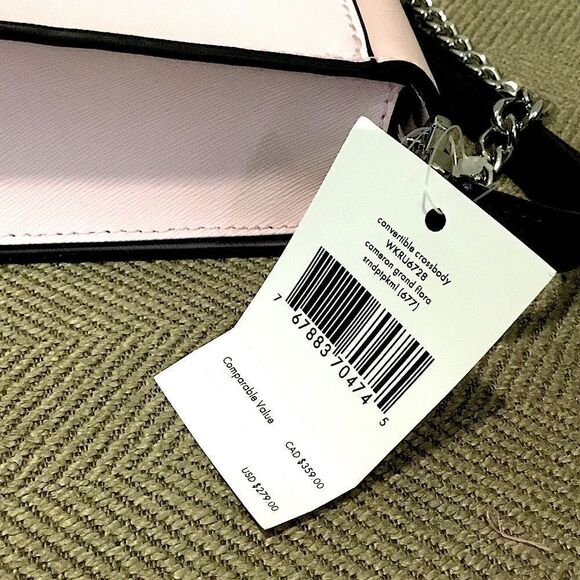 convertible crossbody
WKRU6728
cameron grand flora
srndptpkml (677)
7 67883 70474 5
Comparable Value
CAD $359.00
USD $279.00